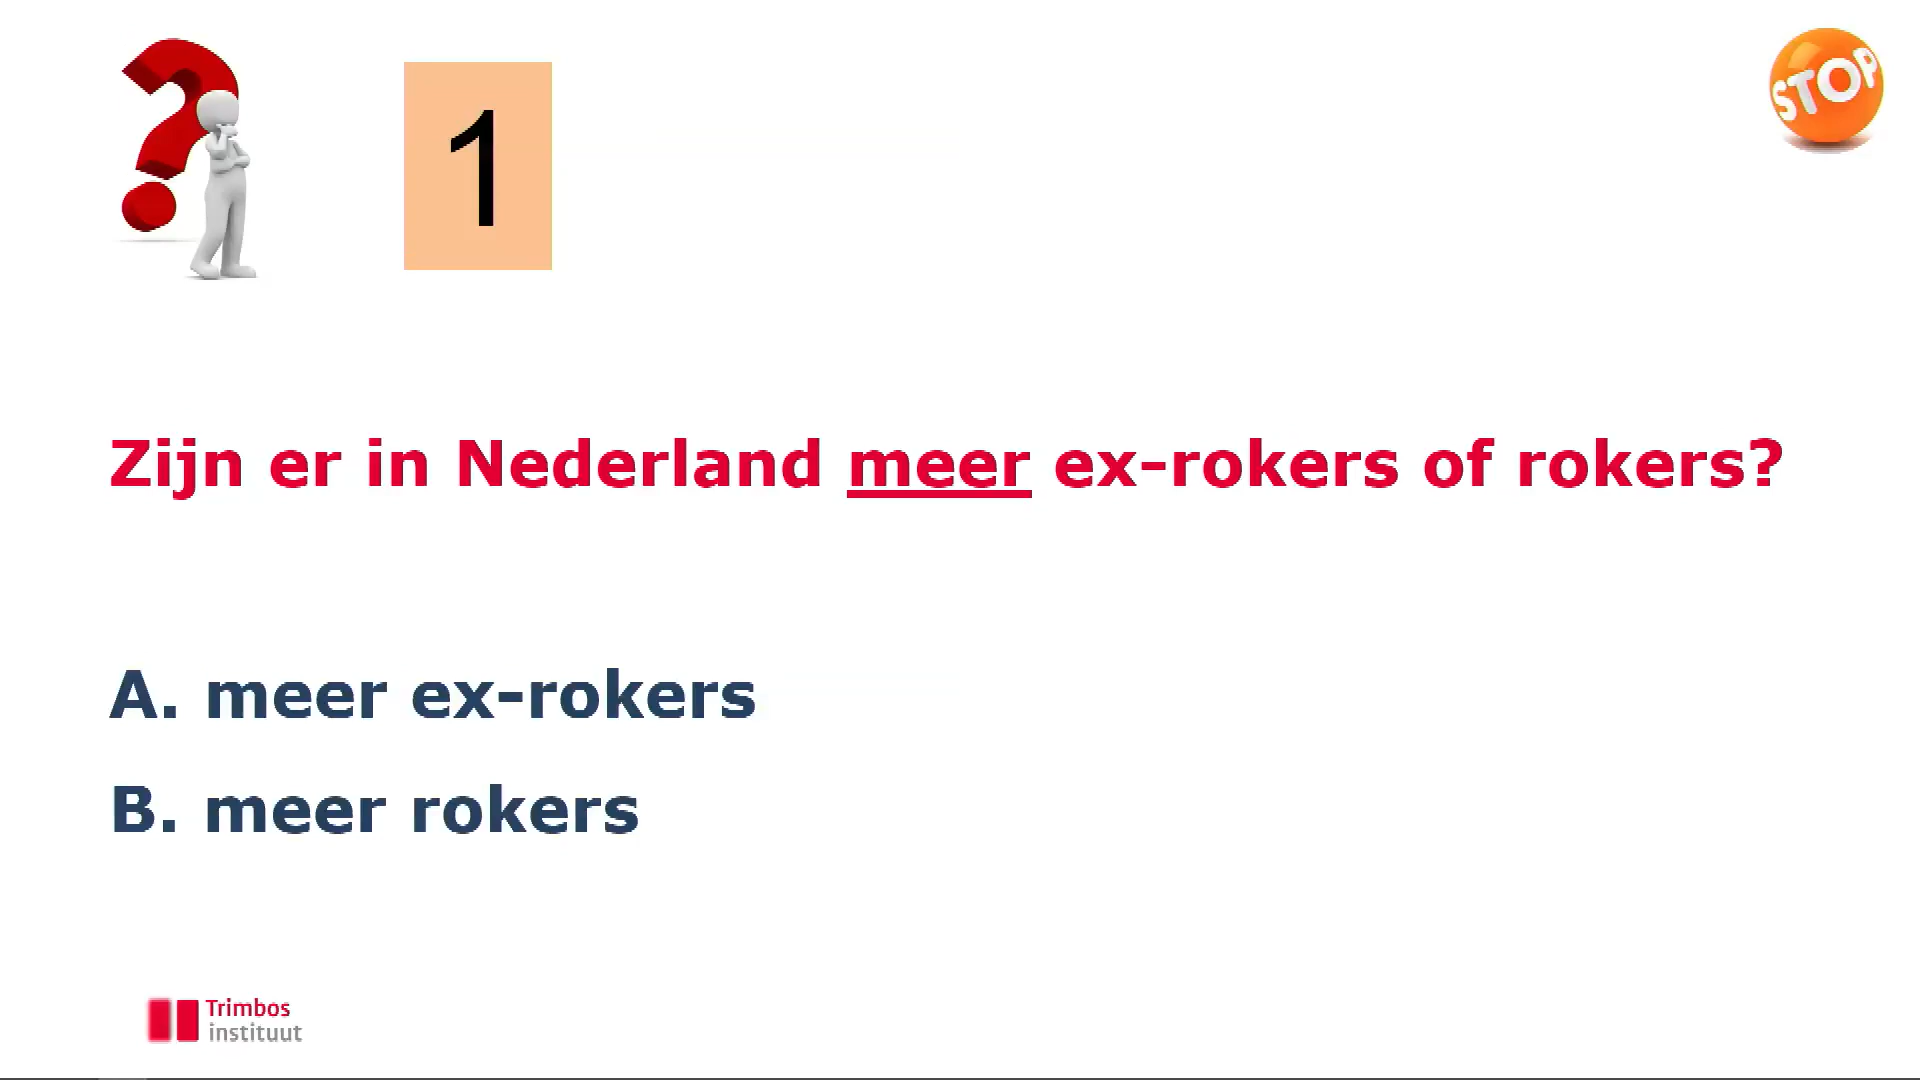 STOP
1
Zijn er in Nederland meer ex-rokers of rokers?
A. meer ex-rokers
B. meer rokers
Trimbos
instituut